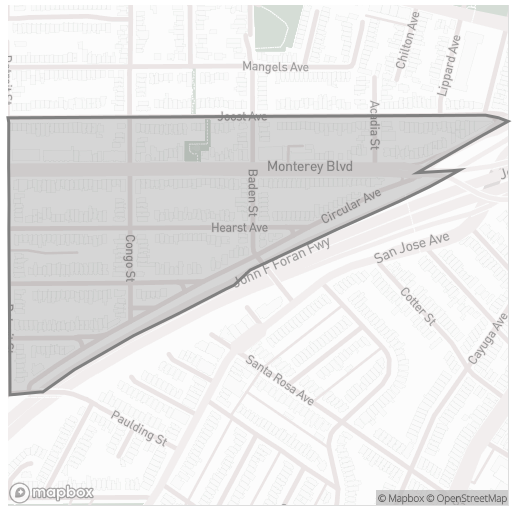 Chilton Ave
Lippard Ave
Mangels Ave
Joost Ave
Acadia St
Monterey Blvd
Baden St
Circular Ave
Hearst Ave
Congo St
John F Foran Fwy
San Jose Ave
Cotter St
Cayuga Ave
Santa Rosa Ave
Paulding St
mapbox
© Mapbox © OpenStreetMap